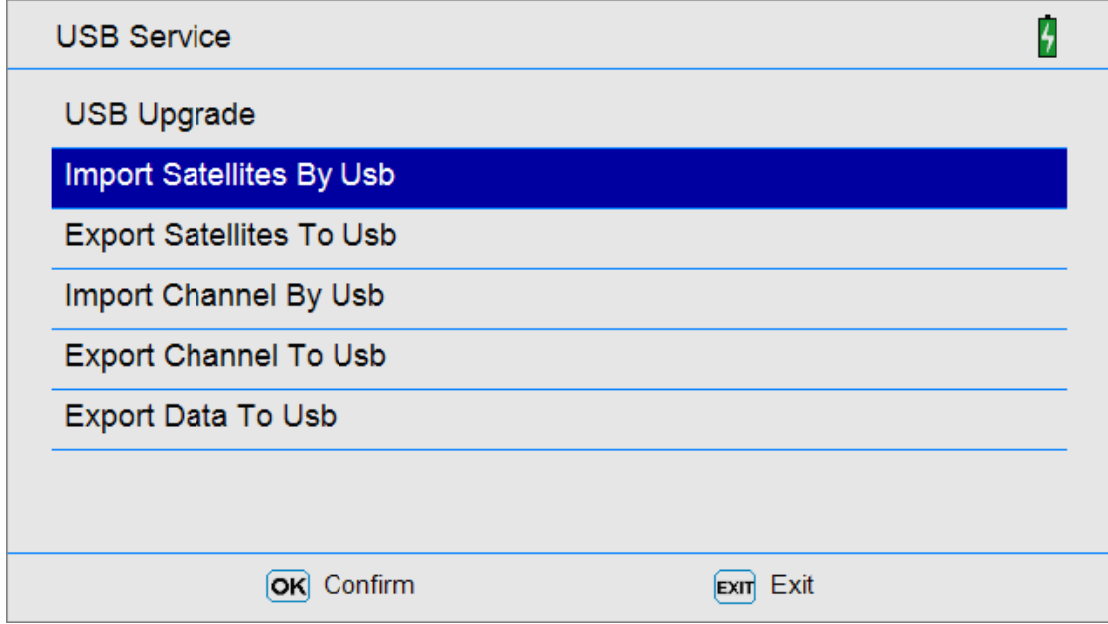 USB Service
USB Upgrade
Import Satellites By Usb
Export Satellites To Usb
Import Channel By Usb
Export Channel To Usb
Export Data To Usb
OK Confirm EXIT Exit